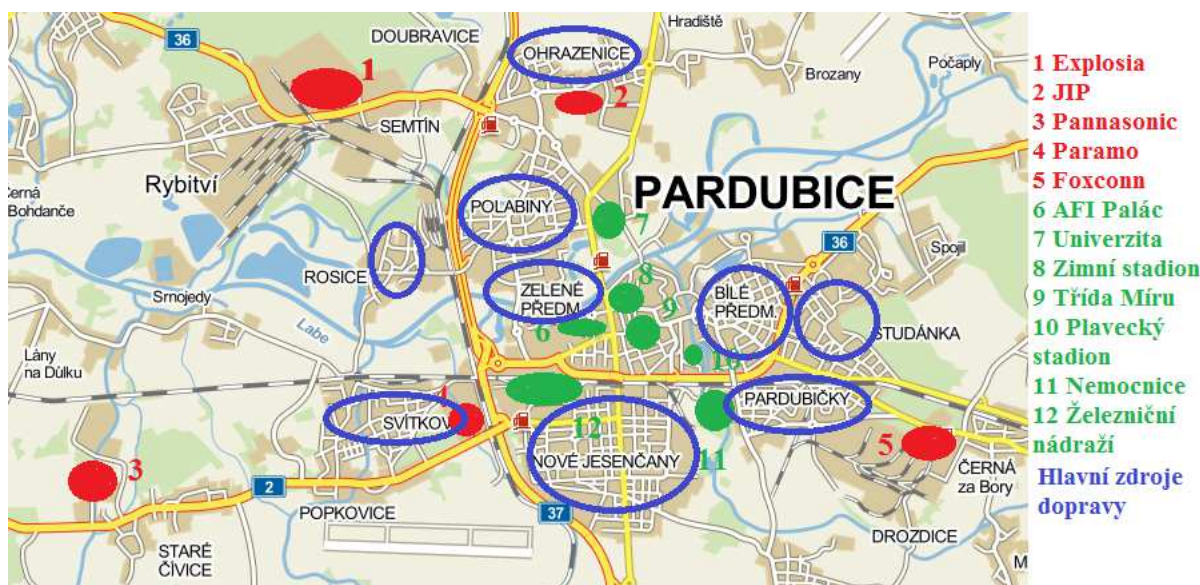 Hradiště
36
DOUBRAVICE
OHRAZENICE
Počaply
1
Brozany
2
SEMTÍN
Rybitví
PARDUBICE
Černá
Bohdanče
POLABINY
7
36
Spojil
ROSICE
8
ZELENÉ
PŘEDM.
BÍLÉ
PŘEDM.
Srnojedy
9
Labe
6
STUDÁNKA
10
Lány
na Důlku
4
SVÍTKOV
PARDUBIČKY
12
5
11
NOVÉ JESENČANY
3
ČERNÁ
za Bory
2
37
POPKOVICE
DROZDICE
STARÉ
ČÍVICE
M
1 Explosia
2 JIP
3 Pannasonic
4 Paramo
5 Foxconn
6 AFI Palác
7 Univerzita
8 Zimní stadion
9 Třída Míru
10 Plavecký
stadion
11 Nemocnice
12 Železniční
nádraží
Hlavní zdroje
dopravy